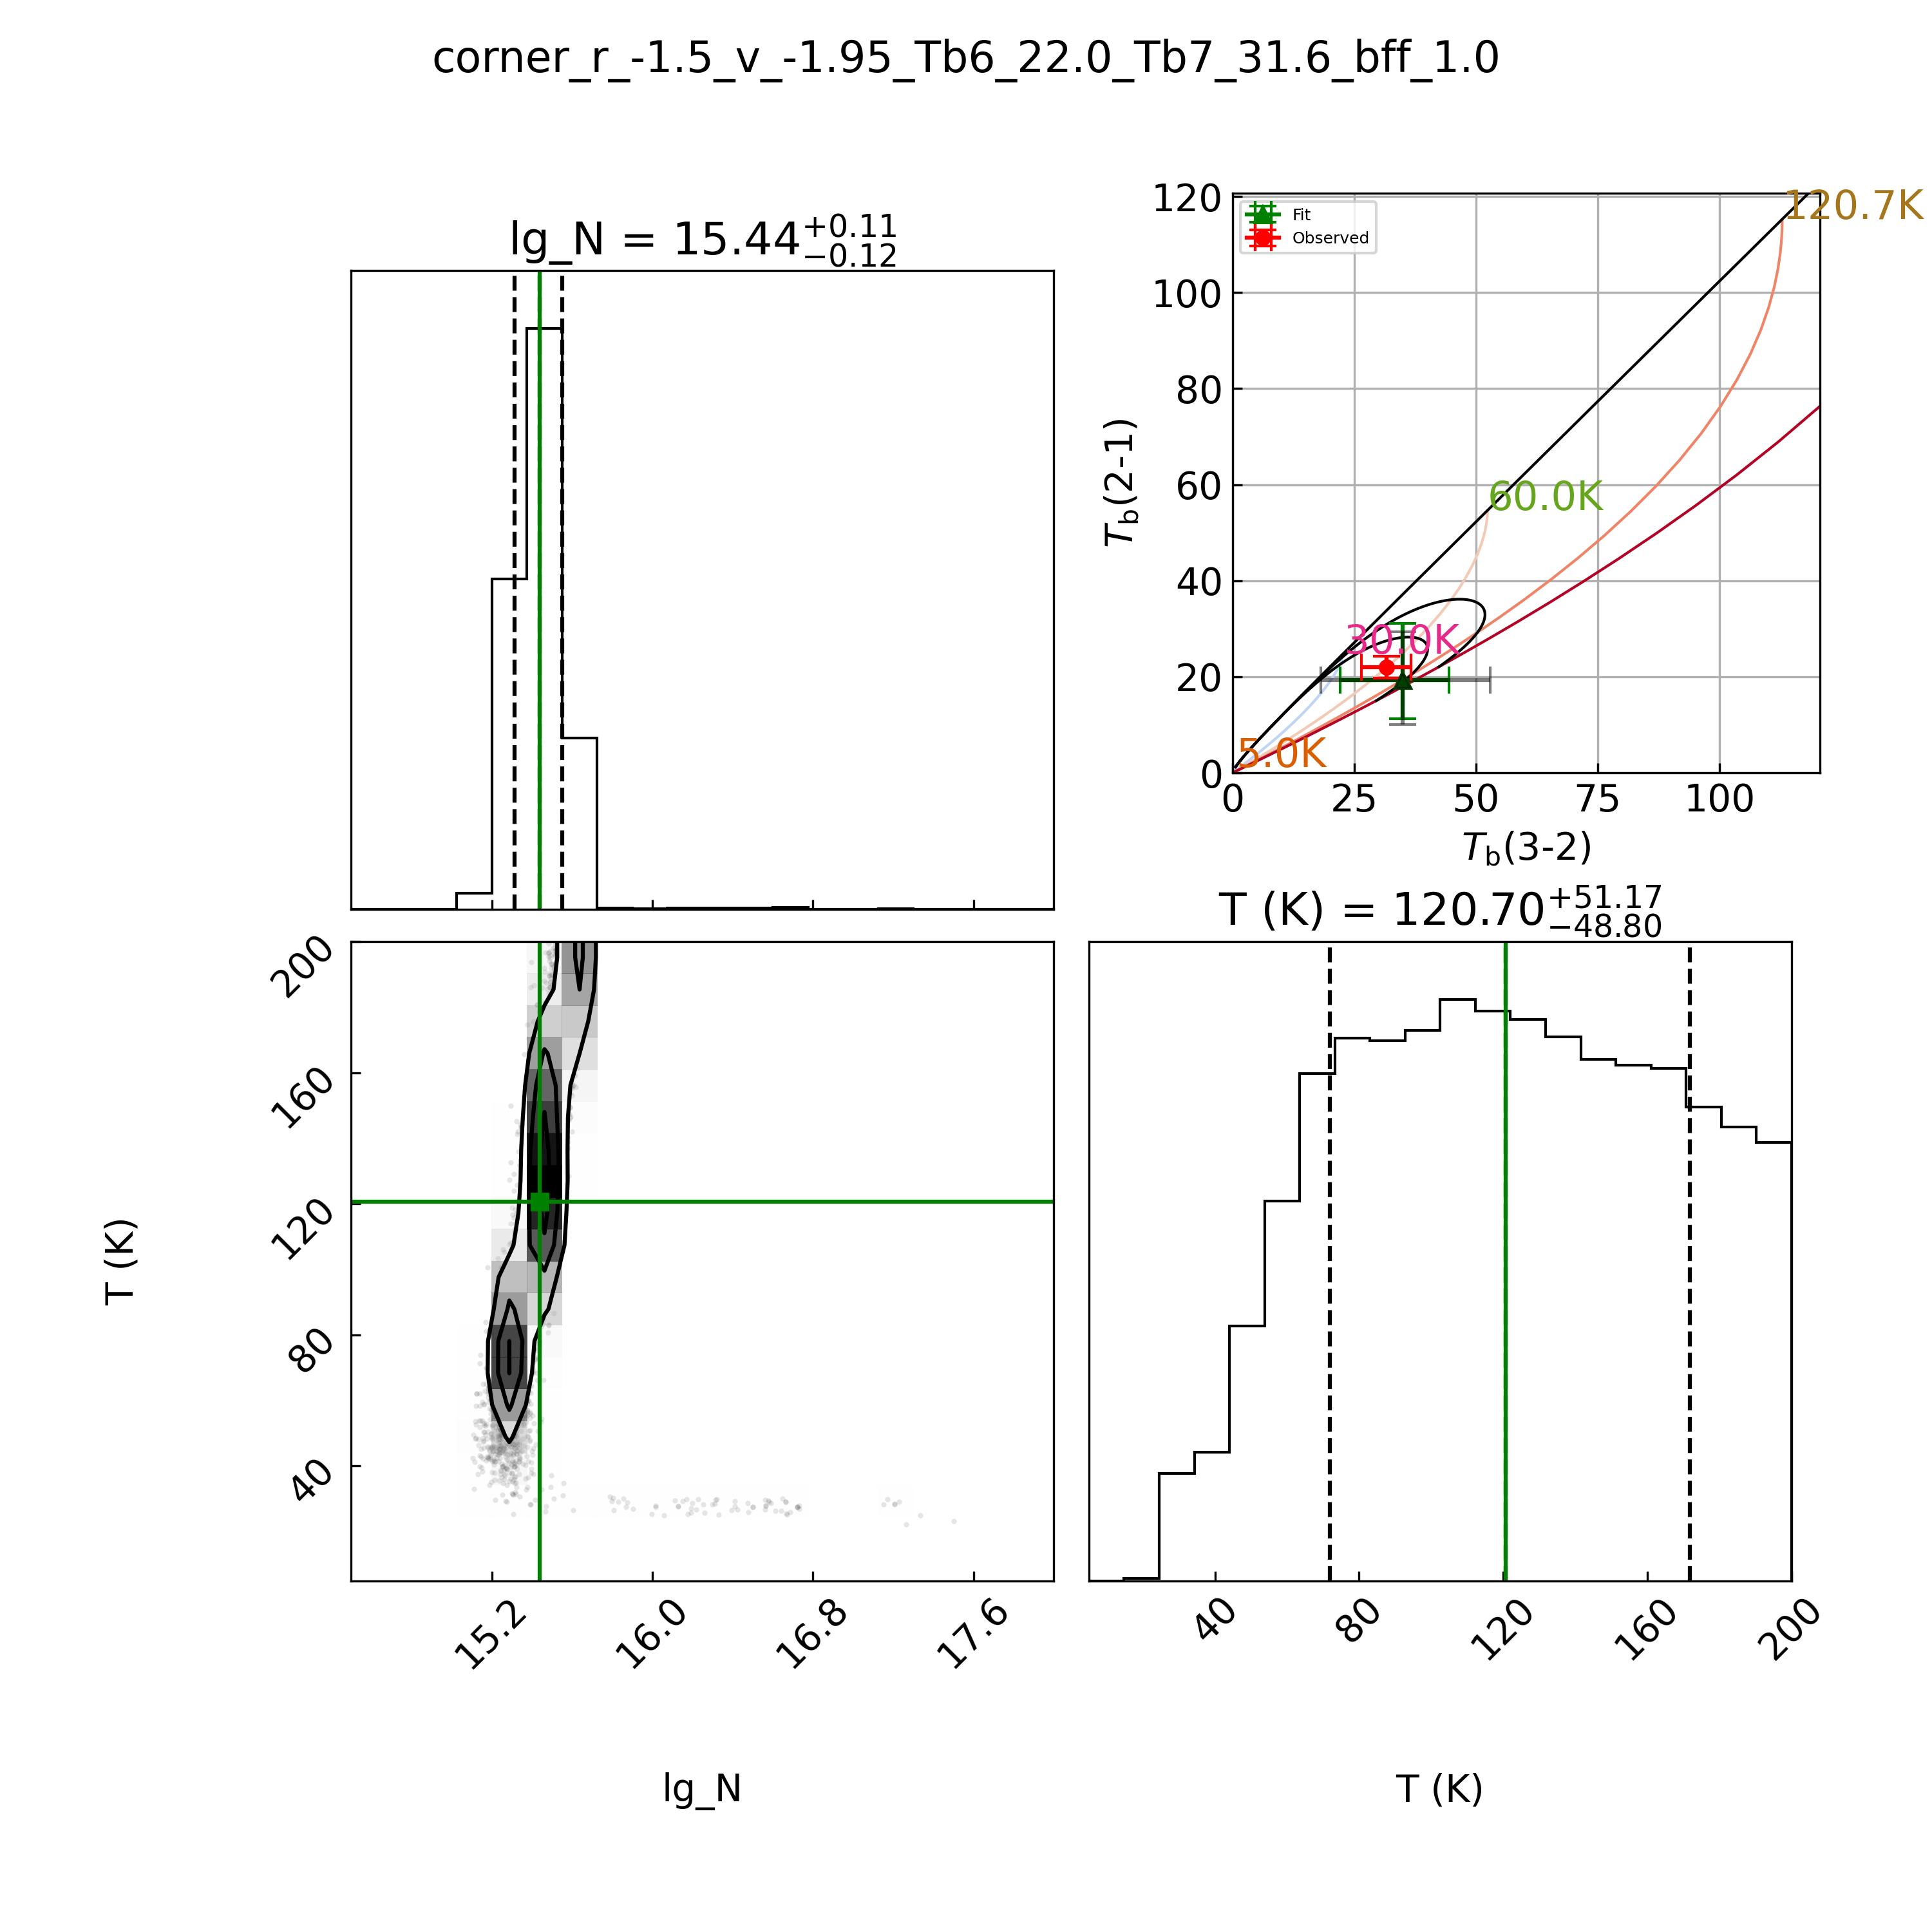 corner_r_-1.5_v_-1.95_Tb6_22.0_Tb7_31.6_bff_1.0
lg_N = 15.44+0.11−0.12
120
100
80
60
40
20
0
T_b(2-1)
Fit
Observed
120.7K
60.0K
30.0K
5.0K
0
25
50
75
100
T_b(3-2)
T (K) = 120.70+51.17−48.80
200
160
120
80
40
T (K)
15.2
16.0
16.8
17.6
lg_N
40
80
120
160
200
T (K)